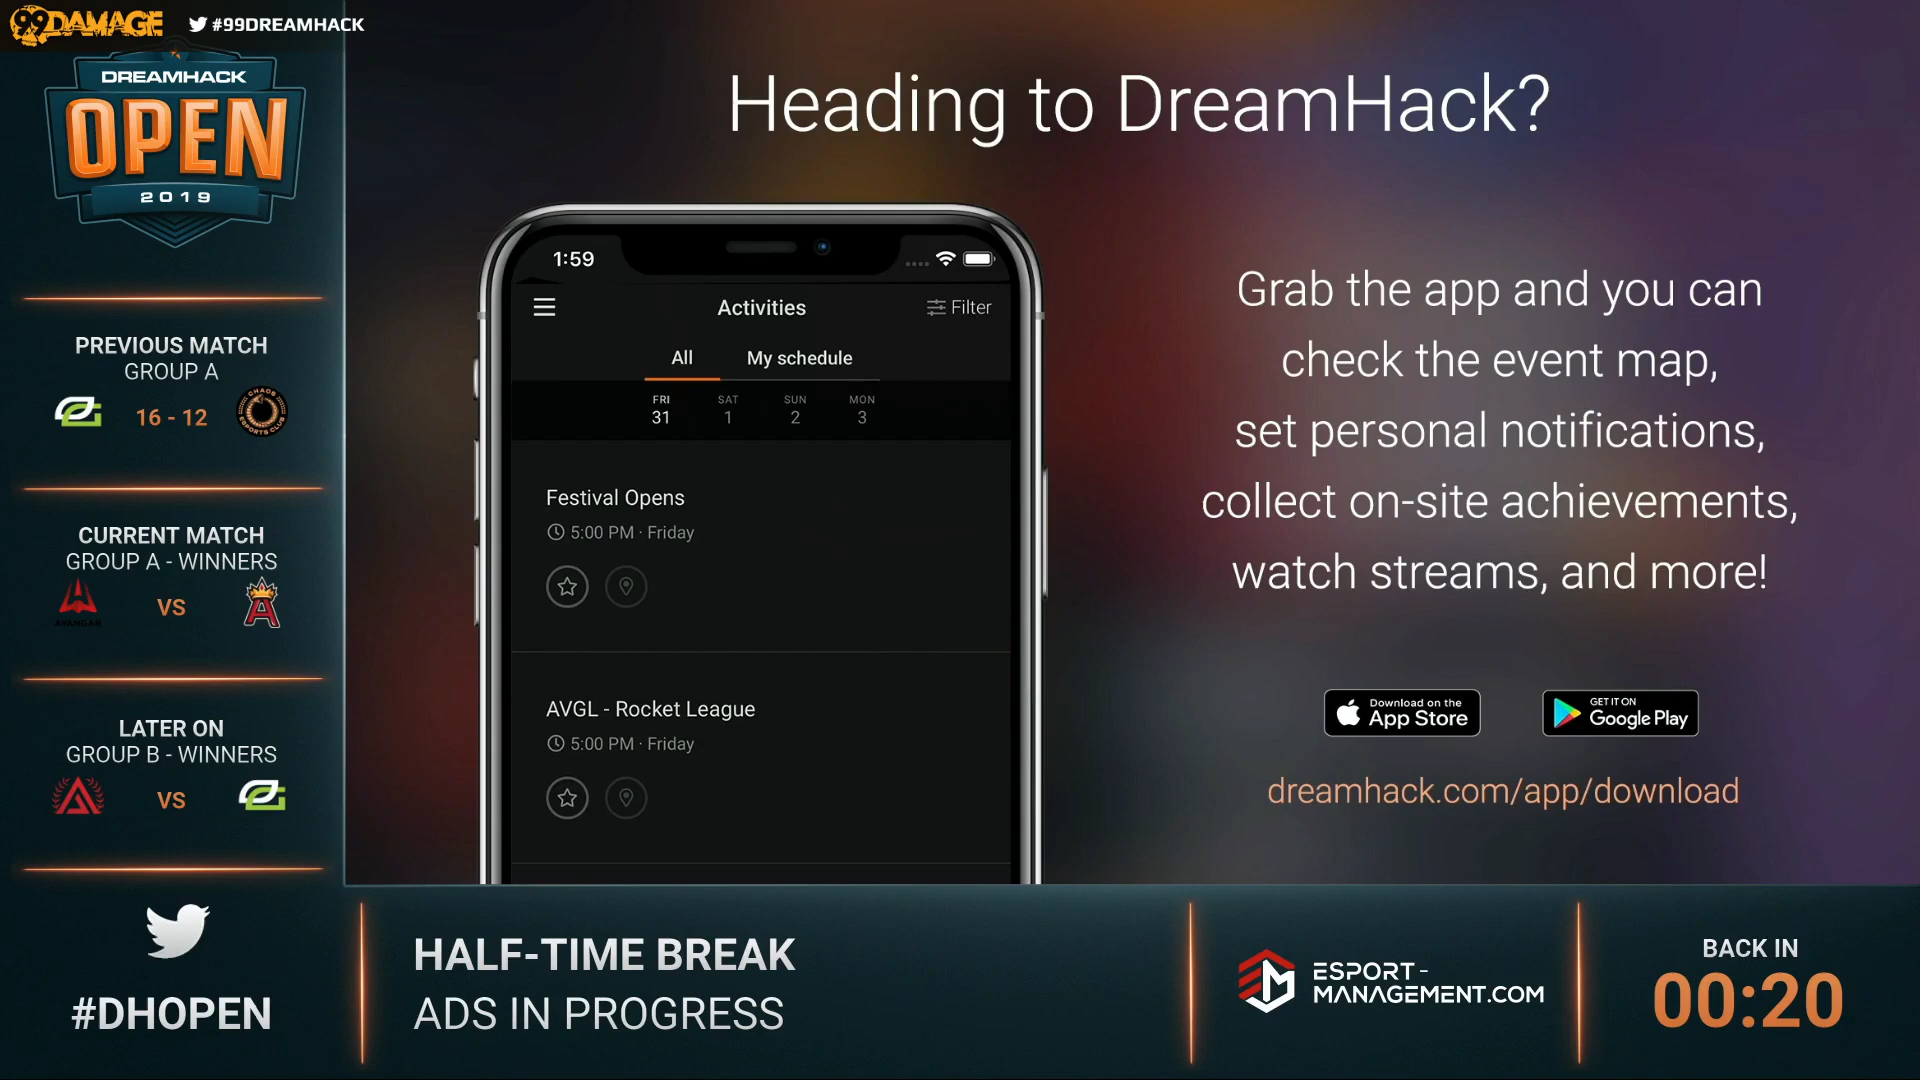 99DAMAGE
#99DREAMHACK
DREAMHACK
OPEN
2019
PREVIOUS MATCH
GROUP A
16 - 12
CHAOS
ESPORTS CLUB
CURRENT MATCH
GROUP A - WINNERS
VS
AVANGAR
LATER ON
GROUP B - WINNERS
VS
#DHOPEN
Heading to DreamHack?
1:59
Activities
Filter
All
My schedule
FRI SAT SUN MON
31 1 2 3
Festival Opens
5:00 PM · Friday
AVGL - Rocket League
5:00 PM · Friday
Grab the app and you can
check the event map,
set personal notifications,
collect on-site achievements,
watch streams, and more!
Download on the
App Store
GET IT ON
Google Play
dreamhack.com/app/download
HALF-TIME BREAK
ADS IN PROGRESS
ESPORT-
MANAGEMENT.COM
BACK IN
00:20